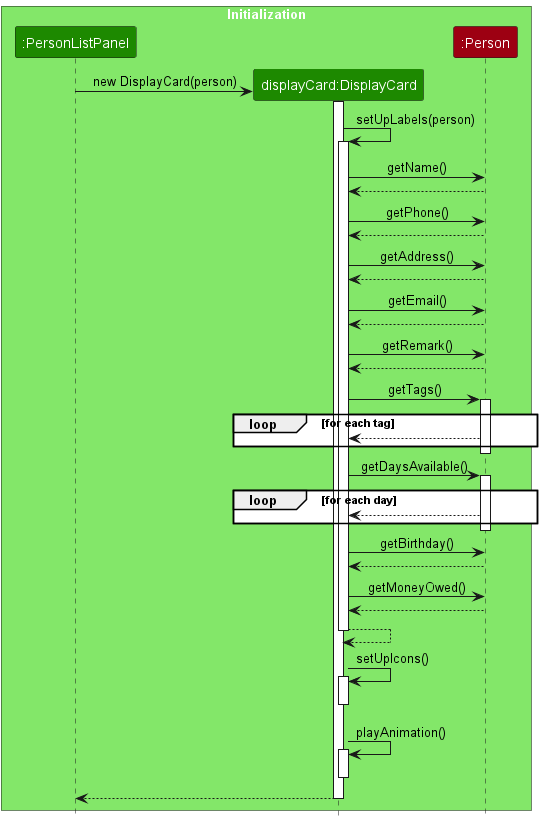 Initialization
:PersonListPanel
:Person
new DisplayCard(person)
displayCard:DisplayCard
setUpLabels(person)
getName()
getPhone()
getAddress()
getEmail()
getRemark()
getTags()
loop [for each tag]
getDaysAvailable()
loop [for each day]
getBirthday()
getMoneyOwed()
setUpIcons()
playAnimation()